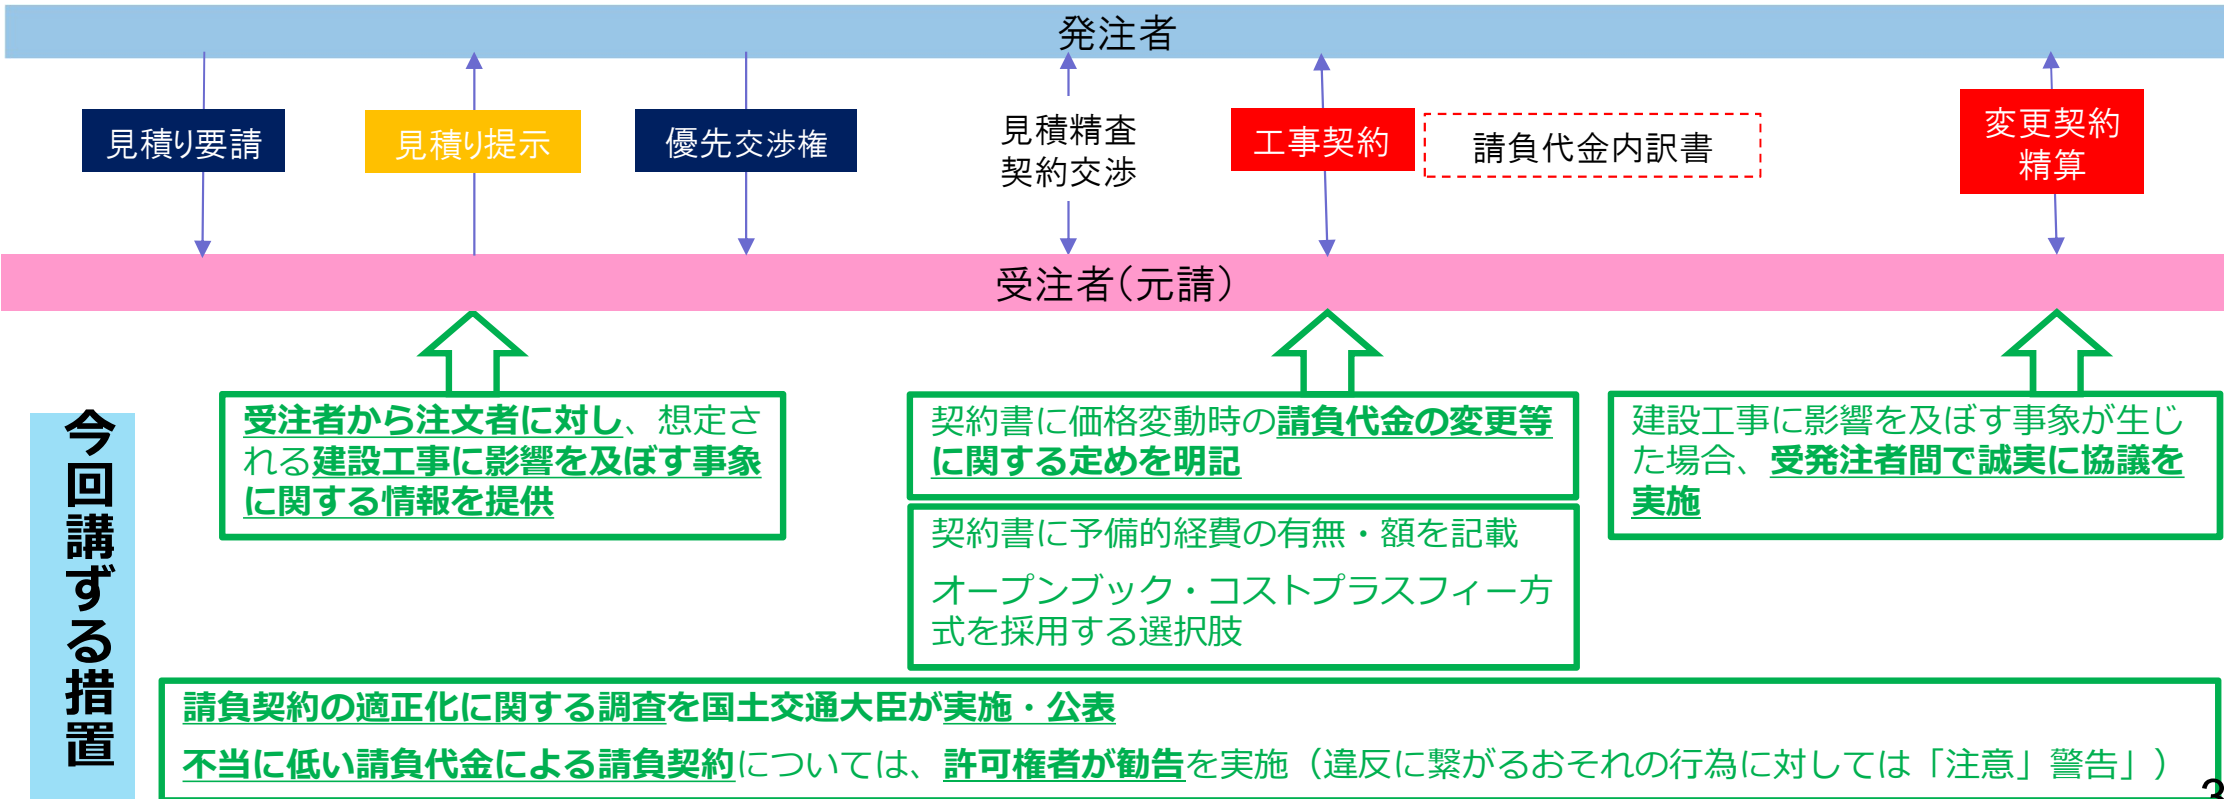 発注者
見積り要請
見積り提示
優先交渉権
見積精査
契約交渉
工事契約
請負代金内訳書
変更契約
精算
受注者（元請）
今回講ずる措置
受注者から注文者に対し、想定さ
れる建設工事に影響を及ぼす事象
に関する情報を提供
契約書に価格変動時の請負代金の変更等
に関する定めを明記
契約書に予備的経費の有無・額を記載
オープンブック・コストプラスフィー方
式を採用する選択肢
建設工事に影響を及ぼす事象が生じ
た場合、受発注者間で誠実に協議を
実施
請負契約の適正化に関する調査を国土交通大臣が実施・公表
不当に低い請負代金による請負契約については、許可権者が勧告を実施（違反に繋がるおそれの行為に対しては「注意」警告」）